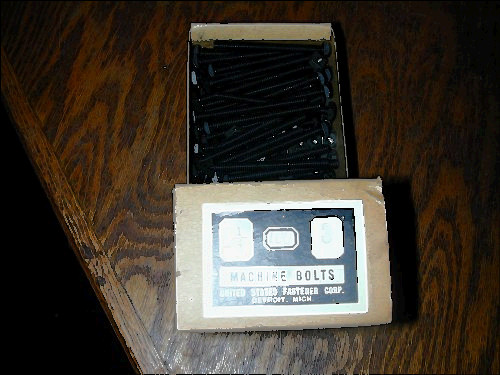 MACHINE BOLTS
UNITED STATES FASTENER CORP.
DETROIT, MICH.